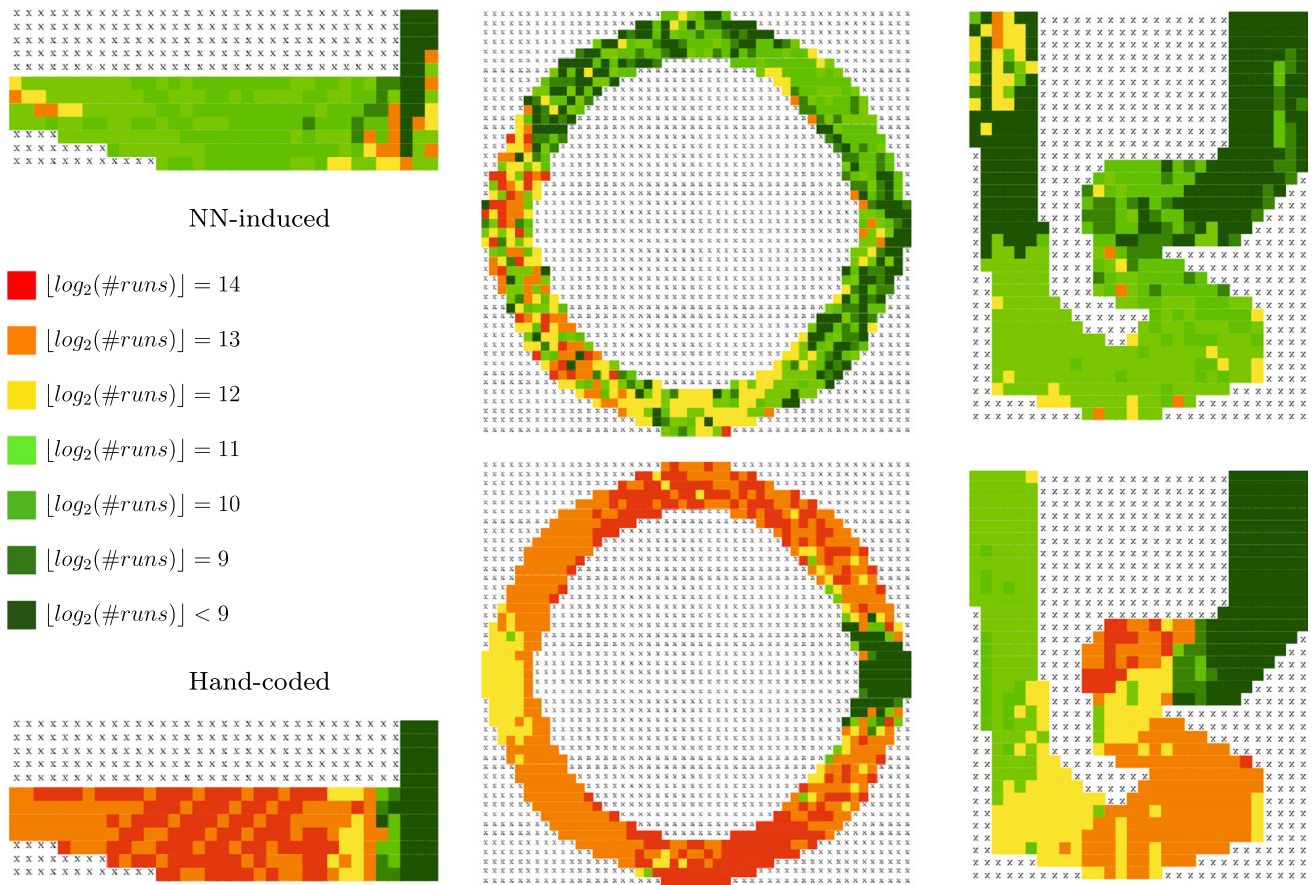 NN-induced
⌊log₂(#runs)⌋ = 14
⌊log₂(#runs)⌋ = 13
⌊log₂(#runs)⌋ = 12
⌊log₂(#runs)⌋ = 11
⌊log₂(#runs)⌋ = 10
⌊log₂(#runs)⌋ = 9
⌊log₂(#runs)⌋ < 9
Hand-coded